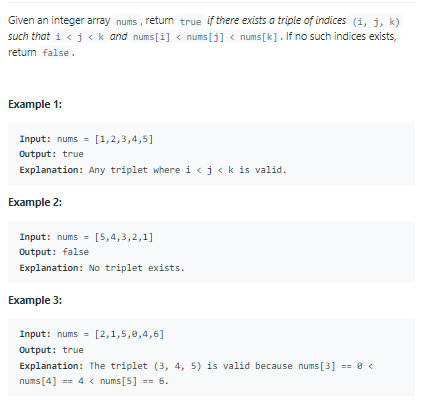 Given an integer array nums, return true if there exists a triple of indices (i, j, k)
such that i < j < k and nums[i] < nums[j] < nums[k]. If no such indices exists,
return false.
Example 1:
Input: nums = [1,2,3,4,5]
Output: true
Explanation: Any triplet where i < j < k is valid.
Example 2:
Input: nums = [5,4,3,2,1]
Output: false
Explanation: No triplet exists.
Example 3:
Input: nums = [2,1,5,0,4,6]
Output: true
Explanation: The triplet (3, 4, 5) is valid because nums[3] == 0 <
nums[4] == 4 < nums[5] == 6.